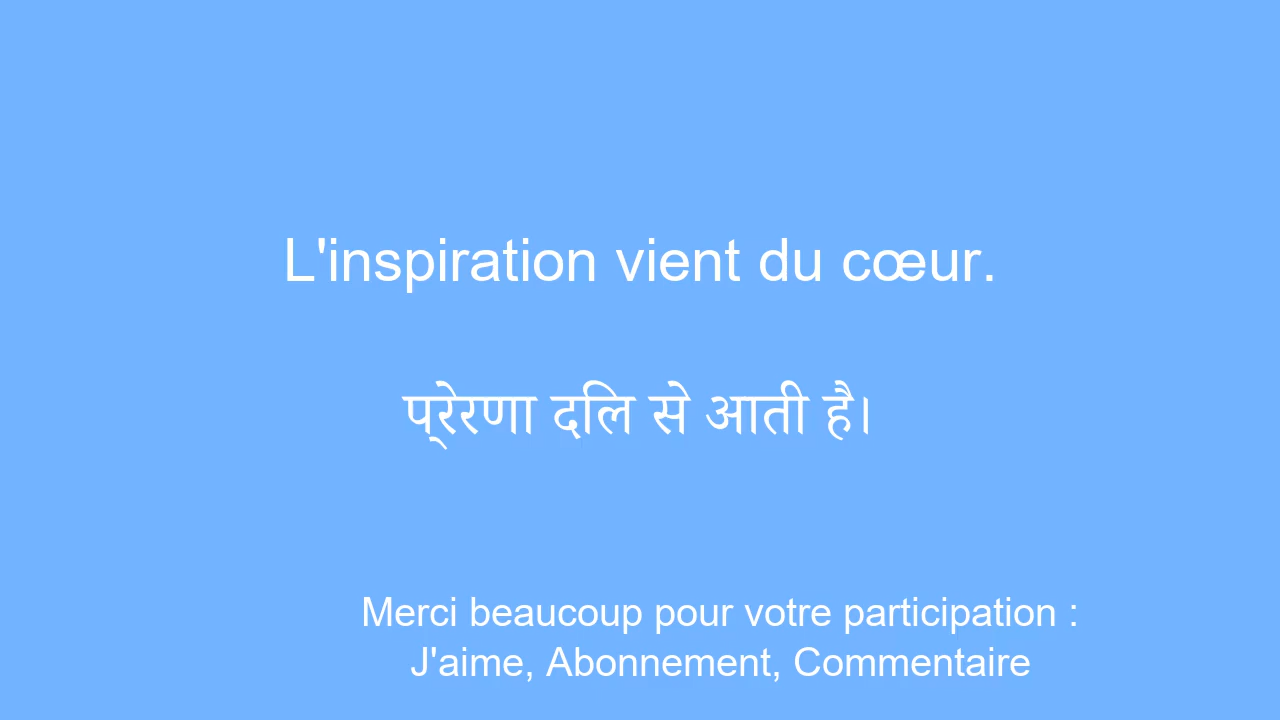 L'inspiration vient du cœur.
प्रेरणा दिल से आती है।
Merci beaucoup pour votre participation :
J'aime, Abonnement, Commentaire